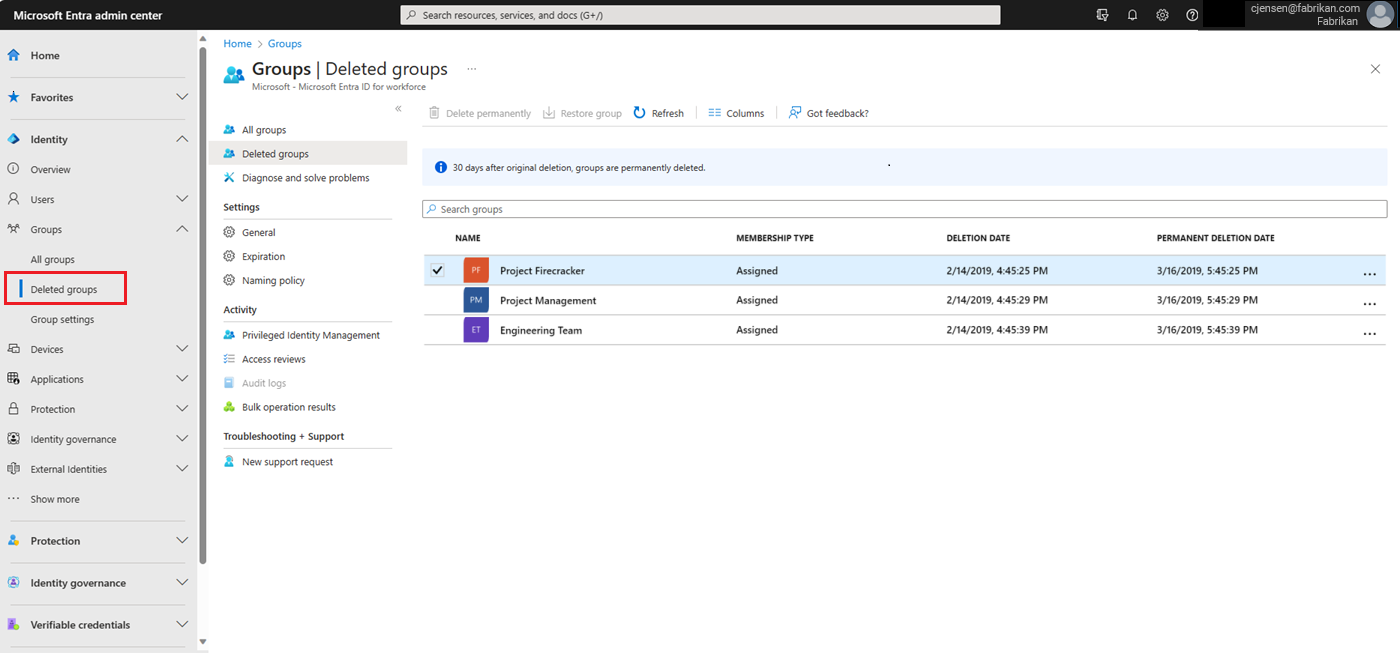 Microsoft Entra admin center
Search resources, services, and docs (G+/)
cjensen@fabrikan.com
Fabrikan
Home
Favorites
Identity
Overview
Users
Groups
All groups
Deleted groups
Group settings
Devices
Applications
Protection
Identity governance
External Identities
Show more
Protection
Identity governance
Verifiable credentials
Home > Groups
Groups | Deleted groups ...
Microsoft - Microsoft Entra ID for workforce
All groups
Deleted groups
Diagnose and solve problems
Settings
General
Expiration
Naming policy
Activity
Privileged Identity Management
Access reviews
Audit logs
Bulk operation results
Troubleshooting + Support
New support request
Delete permanently Restore group Refresh Columns Got feedback?
30 days after original deletion, groups are permanently deleted.
Search groups
NAME MEMBERSHIP TYPE DELETION DATE PERMANENT DELETION DATE
PF Project Firecracker Assigned 2/14/2019, 4:45:25 PM 3/16/2019, 5:45:25 PM ...
PM Project Management Assigned 2/14/2019, 4:45:29 PM 3/16/2019, 5:45:29 PM ...
ET Engineering Team Assigned 2/14/2019, 4:45:39 PM 3/16/2019, 5:45:39 PM ...